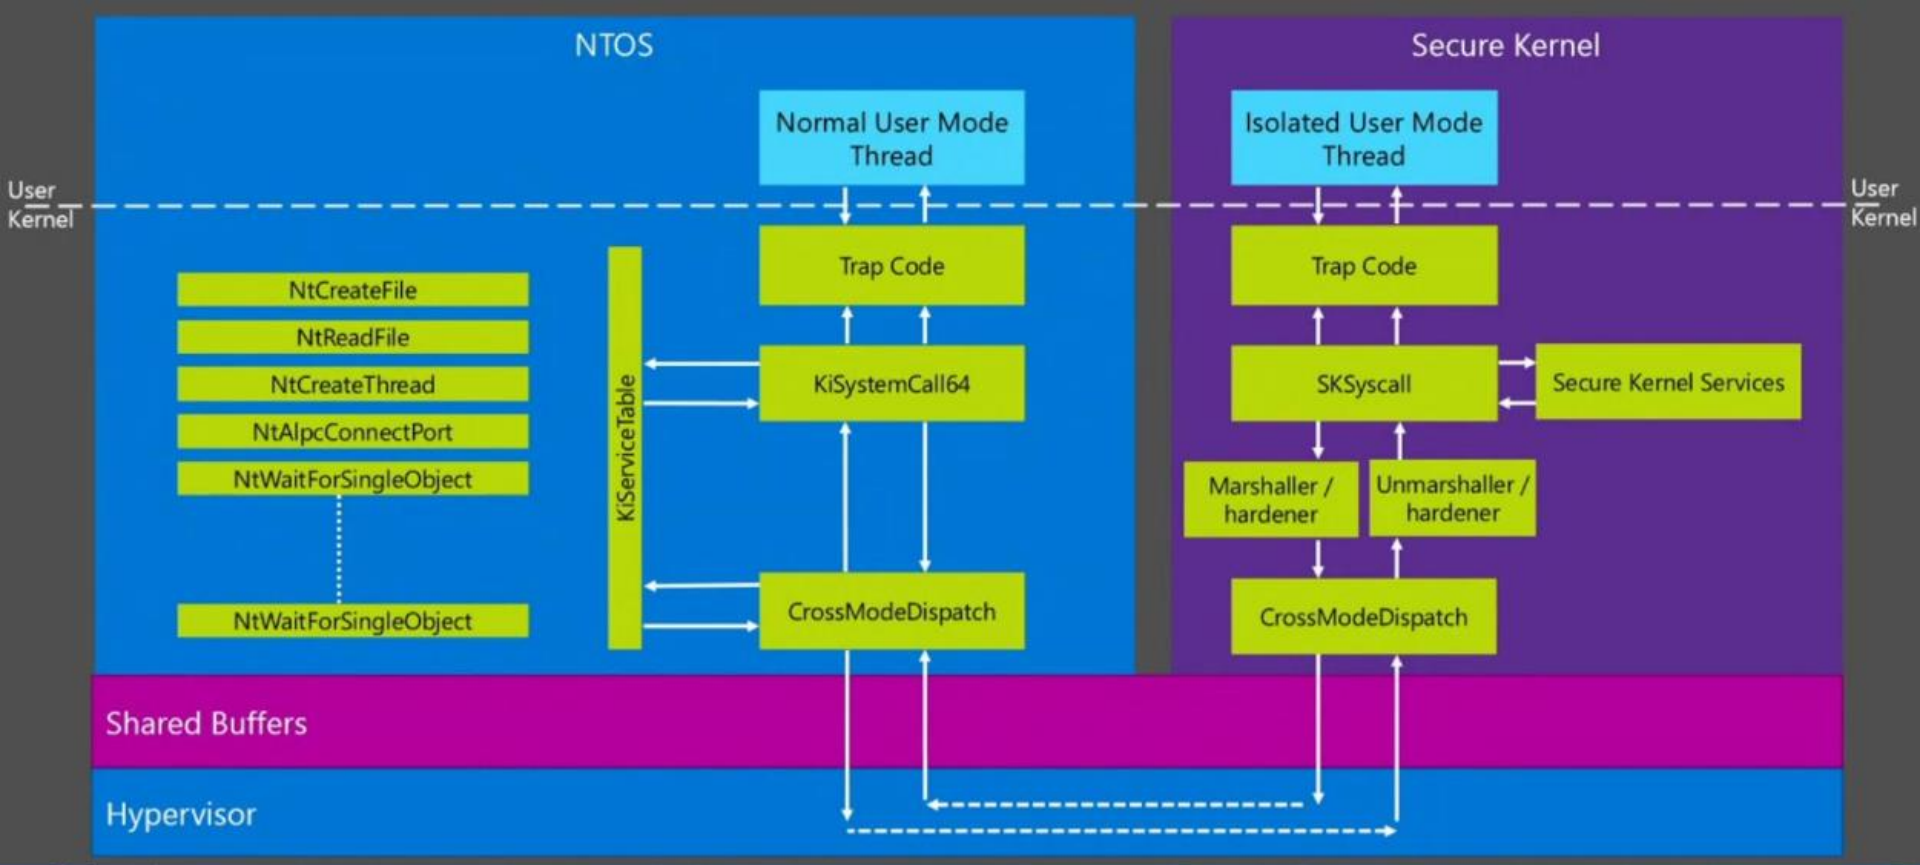 NTOS
Secure Kernel
Normal User Mode
Thread
Isolated User Mode
Thread
User
Kernel
User
Kernel
Trap Code
Trap Code
NtCreateFile
NtReadFile
NtCreateThread
NtAlpcConnectPort
NtWaitForSingleObject
NtWaitForSingleObject
KiServiceTable
KiSystemCall64
SKSyscall
Secure Kernel Services
Marshaller /
hardener
Unmarshaller /
hardener
CrossModeDispatch
CrossModeDispatch
Shared Buffers
Hypervisor